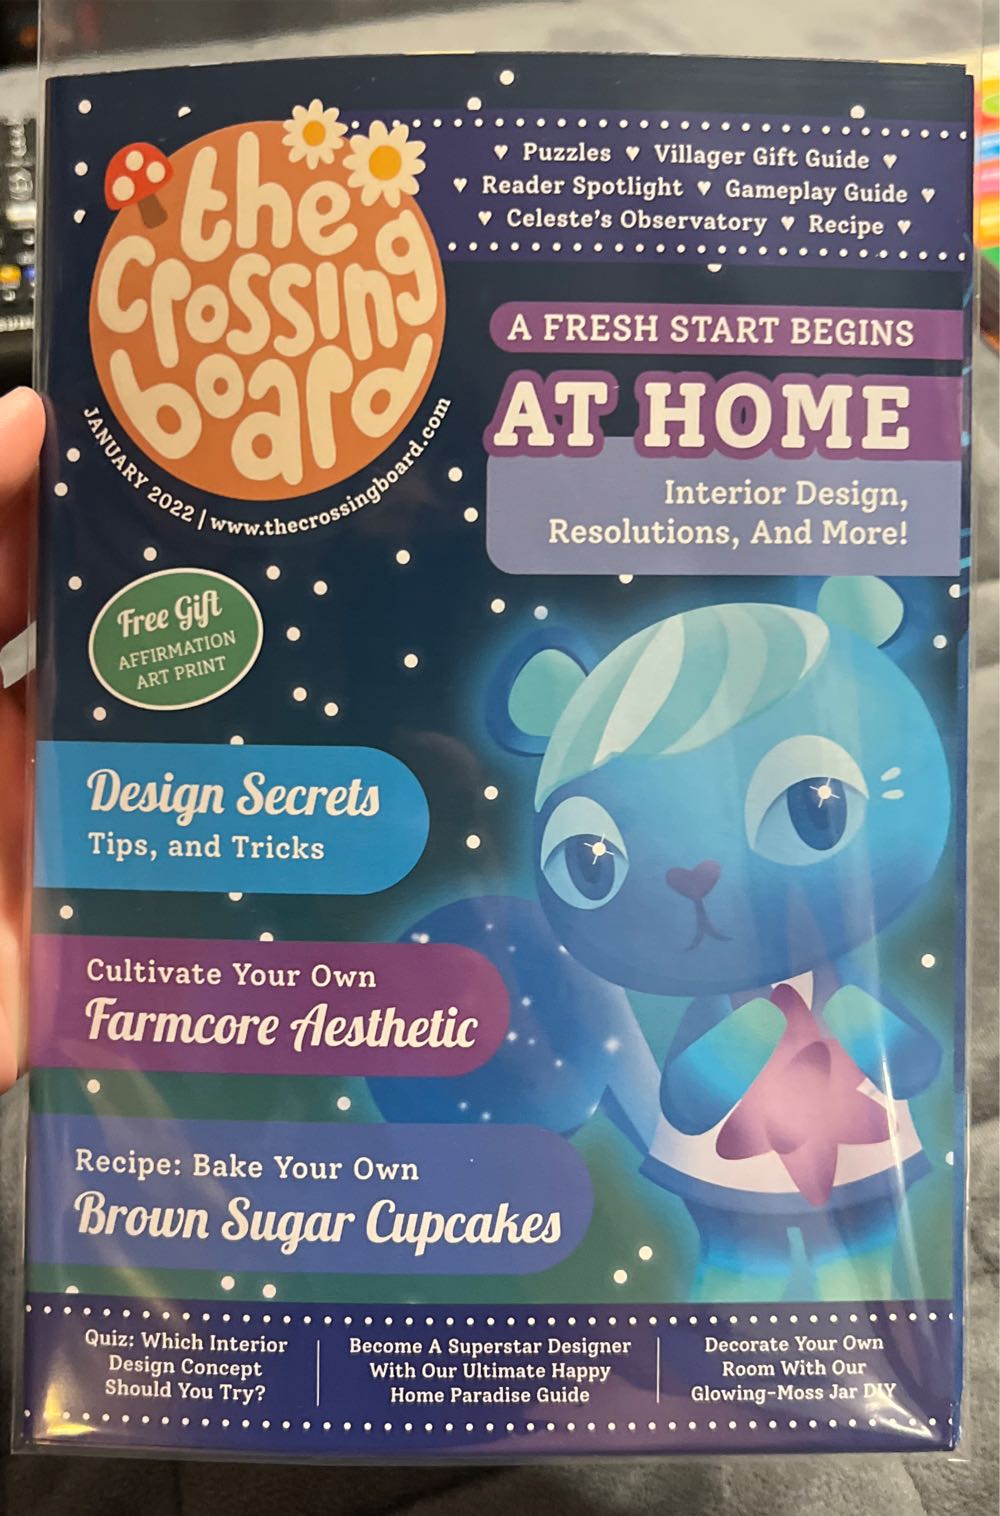 the
crossing
board
JANUARY 2022 | www.thecrossingboard.com
♥ Puzzles ♥ Villager Gift Guide ♥
♥ Reader Spotlight ♥ Gameplay Guide ♥
♥ Celeste's Observatory ♥ Recipe ♥
A FRESH START BEGINS
AT HOME
Interior Design,
Resolutions, And More!
Free Gift
AFFIRMATION
ART PRINT
Design Secrets
Tips, and Tricks
Cultivate Your Own
Farmcore Aesthetic
Recipe: Bake Your Own
Brown Sugar Cupcakes
Quiz: Which Interior
Design Concept
Should You Try?
Become A Superstar Designer
With Our Ultimate Happy
Home Paradise Guide
Decorate Your Own
Room With Our
Glowing-Moss Jar DIY